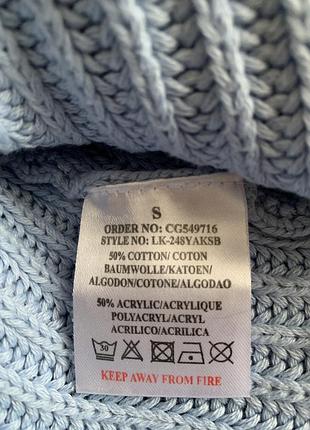 S
ORDER NO: CG549716
STYLE NO: LK-248YAKSB
50% COTTON/ COTON
BAUMWOLLE/KATOEN/
ALGODON/COTONE/ALGODAO
50% ACRYLIC/ACRYLIQUE
POLYACRYL/ACRYL
ACRILICO/ACRILICA
30
KEEP AWAY FROM FIRE